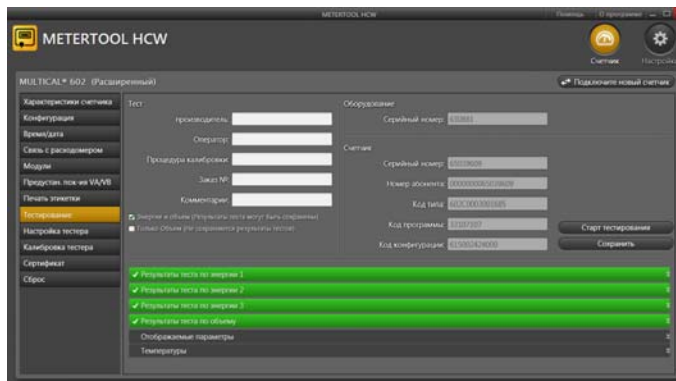 METERTOOL HCW
Помощь О программе
METERTOOL HCW
Счетчик
Настройки
MULTICAL® 602 (Расширенный)
Подключите новый счетчик
Характеристики счетчика
Конфигурация
Время/дата
Связь с расходомером
Модули
Предустан. пок-ия VA/VB
Печать этикетки
Тестирование
Настройка тестера
Калибровка тестера
Сертификат
Сброс
Тест
производитель:
Оператор:
Процедура калибровки:
Заказ №:
Комментарии:
Энергия и объем (Результаты теста могут быть сохранены)
Только Объем (Не сохраняются результаты тестов)
Оборудование
Серийный номер:
Счетчик
Серийный номер:
Номер абонента:
Код типа:
Код программы:
Код конфигурации:
Старт тестирования
Сохранить
Результаты теста по энергии 1
Результаты теста по энергии 2
Результаты теста по энергии 3
Результаты теста по объему
Отображаемые параметры
Температуры